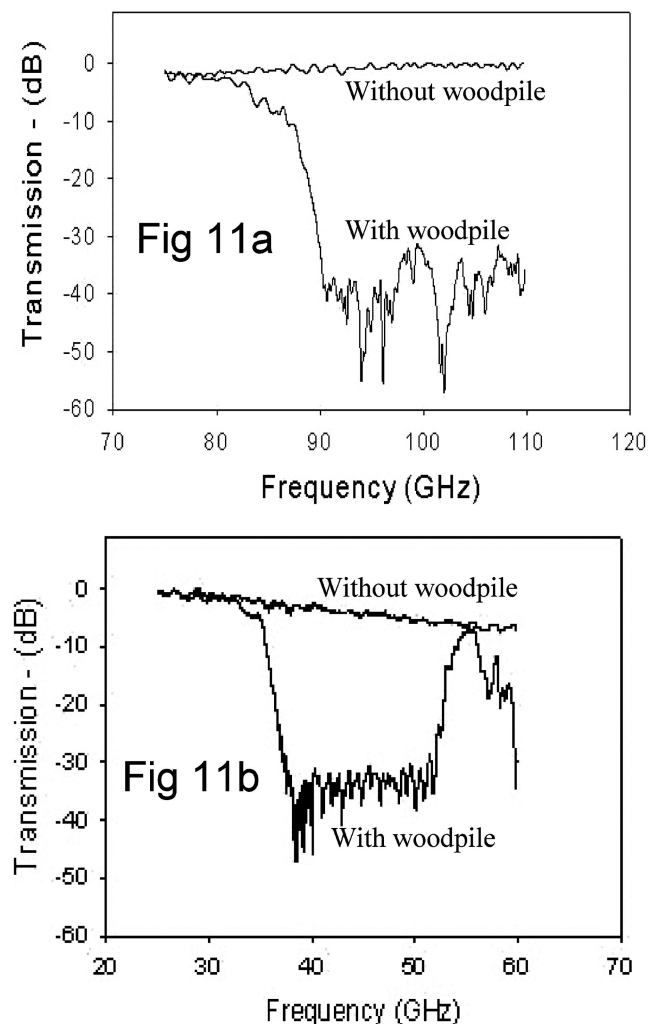 Transmission - (dB)
0
-10
-20
-30
-40
-50
-60
Without woodpile
With woodpile
Fig 11a
70
80
90
100
110
120
Frequency (GHz)
Transmission - (dB)
0
-10
-20
-30
-40
-50
-60
Without woodpile
Fig 11b
With woodpile
20
30
40
50
60
70
Frequency (GHz)